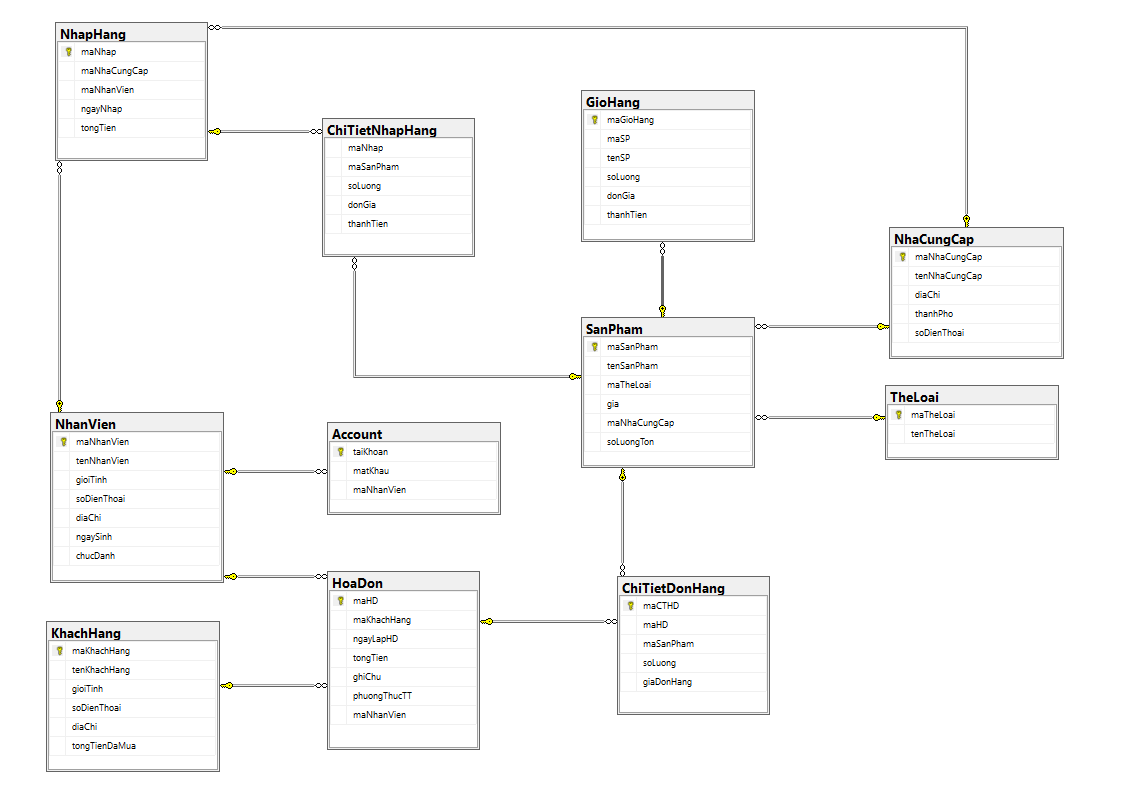 NhapHang
maNhap
maNhaCungCap
maNhanVien
ngayNhap
tongTien
ChiTietNhapHang
maNhap
maSanPham
soLuong
donGia
thanhTien
GioHang
maGioHang
maSP
tenSP
soLuong
donGia
thanhTien
NhaCungCap
maNhaCungCap
tenNhaCungCap
diaChi
thanhPho
soDienThoai
SanPham
maSanPham
tenSanPham
maTheLoai
gia
maNhaCungCap
soLuongTon
TheLoai
maTheLoai
tenTheLoai
NhanVien
maNhanVien
tenNhanVien
gioiTinh
soDienThoai
diaChi
ngaySinh
chucDanh
Account
taiKhoan
matKhau
maNhanVien
HoaDon
maHD
maKhachHang
ngayLapHD
tongTien
ghiChu
phuongThucTT
maNhanVien
ChiTietDonHang
maCTHD
maHD
maSanPham
soLuong
giaDonHang
KhachHang
maKhachHang
tenKhachHang
gioiTinh
soDienThoai
diaChi
tongTienDaMua